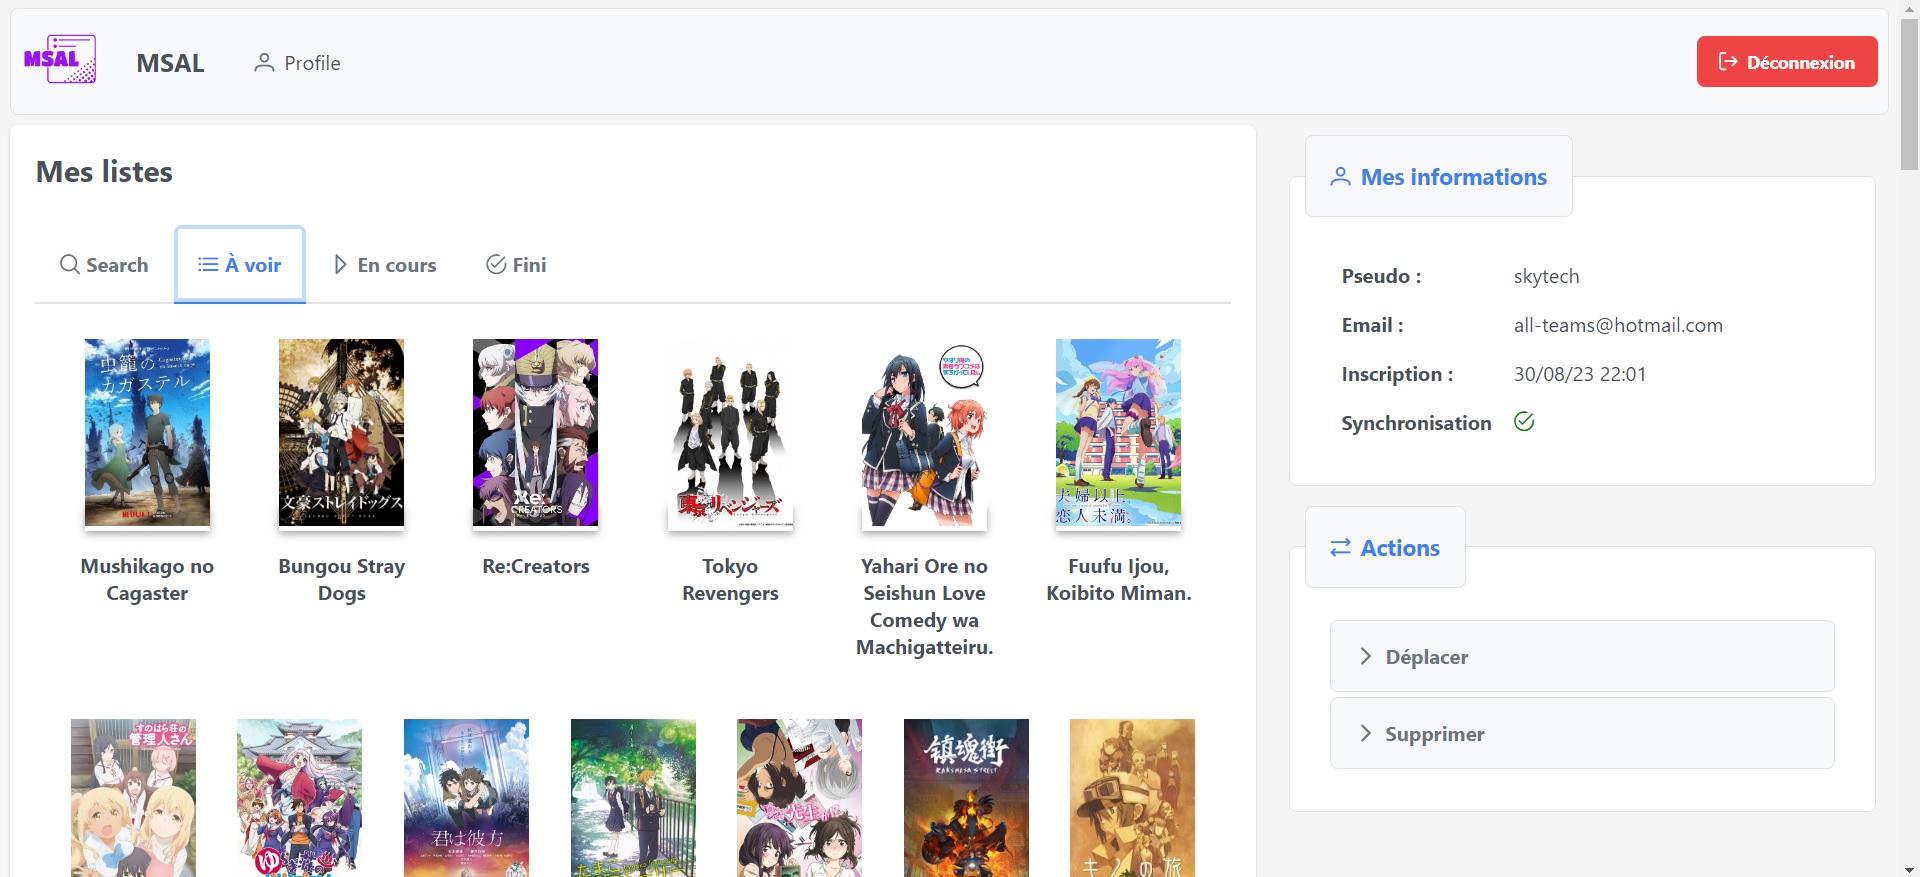 MSAL
MSAL
Profile
Déconnexion
Mes listes
Search
À voir
En cours
Fini
虫籠の
カガステル
NETFLIX
文豪ストレイドッグス
Re:
CREATORS
東京リベンジャーズ
夫婦以上、
恋人未満。
Mushikago no
Cagaster
Bungou Stray
Dogs
Re:Creators
Tokyo
Revengers
Yahari Ore no
Seishun Love
Comedy wa
Machigatteiru.
Fuufu Ijou,
Koibito Miman.
すのはら荘の
管理人さん
君は彼方
鎮魂街
RAKSHASA STREET
キノの旅
Mes informations
Pseudo :
skytech
Email :
all-teams@hotmail.com
Inscription :
30/08/23 22:01
Synchronisation
Actions
Déplacer
Supprimer